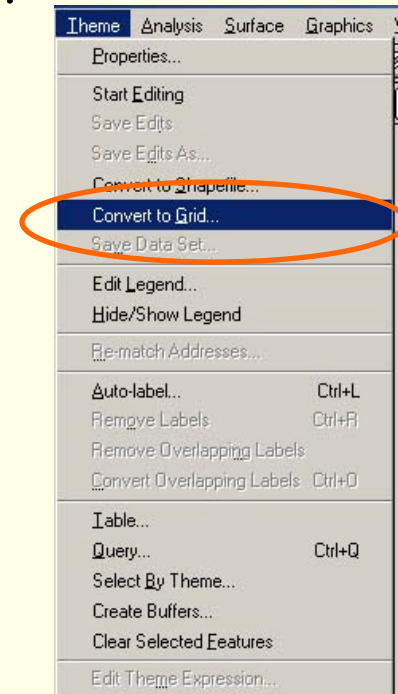 Theme Analysis Surface Graphics
Properties...
Start Editing
Save Edits
Save Edits As...
Convert to Shapefile...
Convert to Grid...
Save Data Set...
Edit Legend...
Hide/Show Legend
Re-match Addresses...
Auto-label... Ctrl+L
Remove Labels Ctrl+R
Remove Overlapping Labels
Convert Overlapping Labels Ctrl+O
Table...
Query... Ctrl+Q
Select By Theme...
Create Buffers...
Clear Selected Features
Edit Theme Expression...